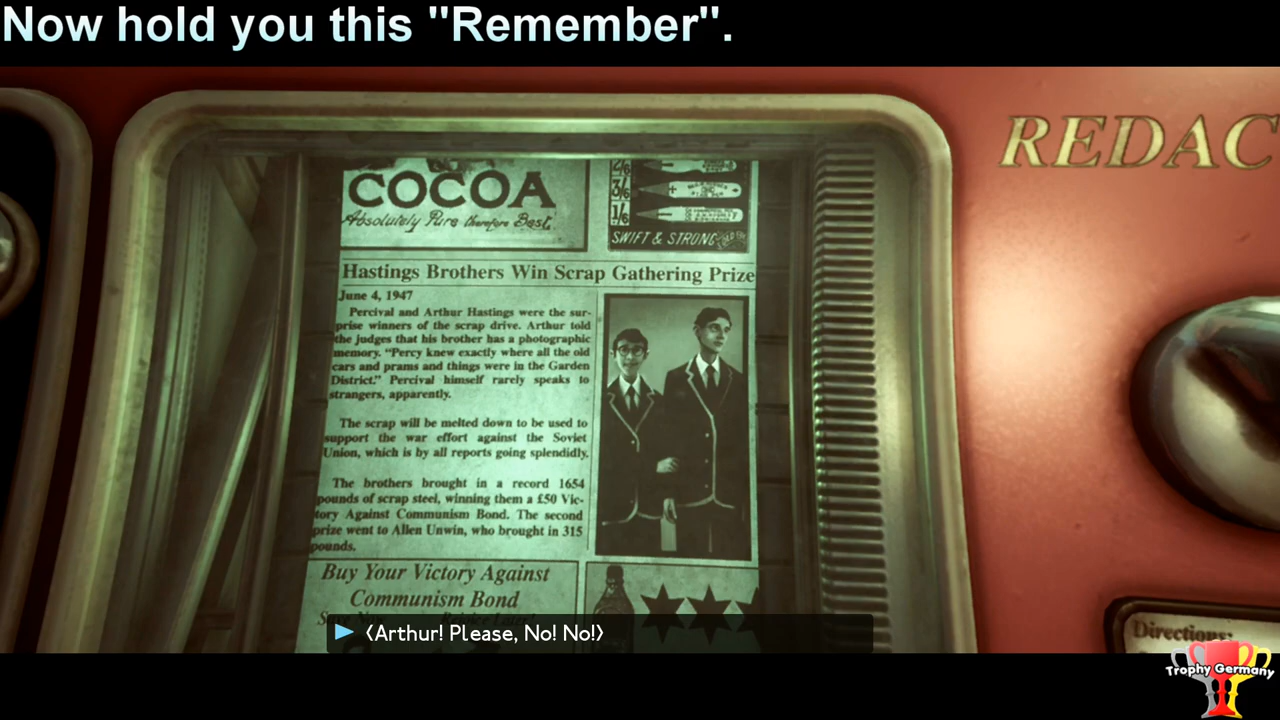 Now hold you this "Remember".
REDAC
COCOA
Absolutely Pure therefore Best.
2/6
3/6
1/6
SWIFT & STRONG
Hastings Brothers Win Scrap Gathering Prize
June 4, 1947
Percival and Arthur Hastings were the sur-
prise winners of the scrap drive. Arthur told
the judges that his brother has a photographic
memory. "Percy knew exactly where all the old
cars and prams and things were in the Garden
District." Percival himself rarely speaks to
strangers, apparently.
The scrap will be melted down to be used to
support the war effort against the Soviet
Union, which is by all reports going splendidly.
The brothers brought in a record 1654
pounds of scrap steel, winning them a £50 Vic-
tory Against Communism Bond. The second
prize went to Allen Unwin, who brought in 315
pounds.
Buy Your Victory Against
Communism Bond
<Arthur! Please, No! No!>
Directions:
Trophy Germany